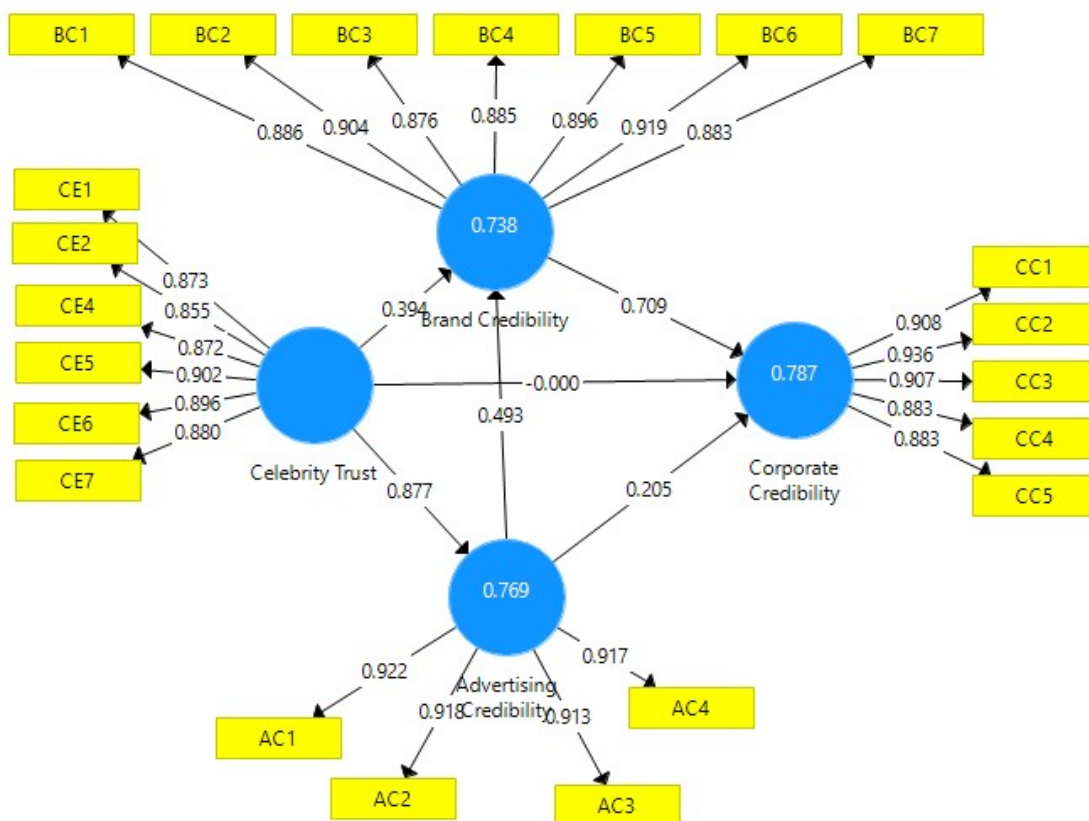 BC1 BC2 BC3 BC4 BC5 BC6 BC7
0.886 0.904 0.876 0.885 0.896 0.919 0.883
CE1
CE2
CE4
CE5
CE6
CE7
0.873
0.855
0.872
0.902
0.896
0.880
0.738
Brand Credibility
0.394
0.709
-0.000
0.493
Celebrity Trust
0.877
0.205
0.787
Corporate
Credibility
0.908
0.936
0.907
0.883
0.883
CC1
CC2
CC3
CC4
CC5
0.769
Advertising
Credibility
0.922
0.918
0.913
0.917
AC1
AC2
AC3
AC4